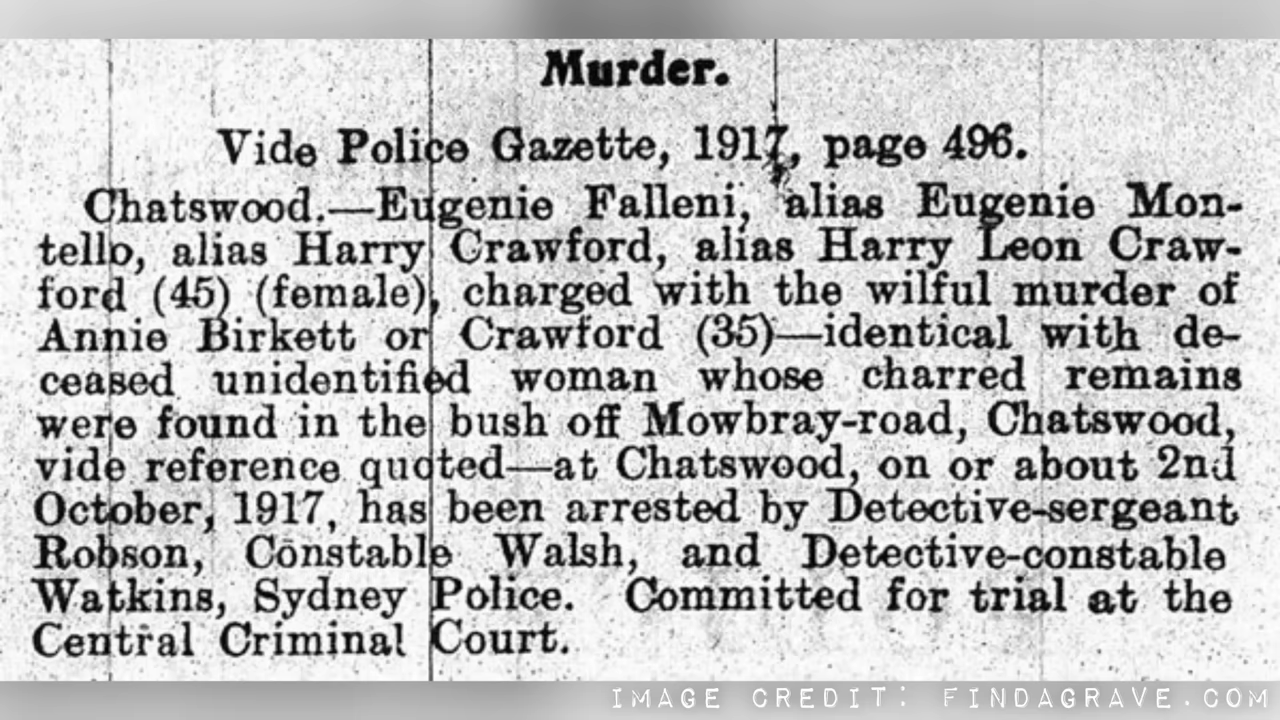 Murder.
Vide Police Gazette, 1917, page 496.
Chatswood.—Eugenie Falleni, alias Eugenie Mon-
tello, alias Harry Crawford, alias Harry Leon Craw-
ford (45) (female), charged with the wilful murder of
Annie Birkett or Crawford (35)—identical with de-
ceased unidentified woman whose charred remains
were found in the bush off Mowbray-road, Chatswood,
vide reference quoted—at Chatswood, on or about 2nd
October, 1917, has been arrested by Detective-sergeant
Robson, Constable Walsh, and Detective-constable
Watkins, Sydney Police. Committed for trial at the
Central Criminal Court.
IMAGE CREDIT: FINDAGRAVE.COM